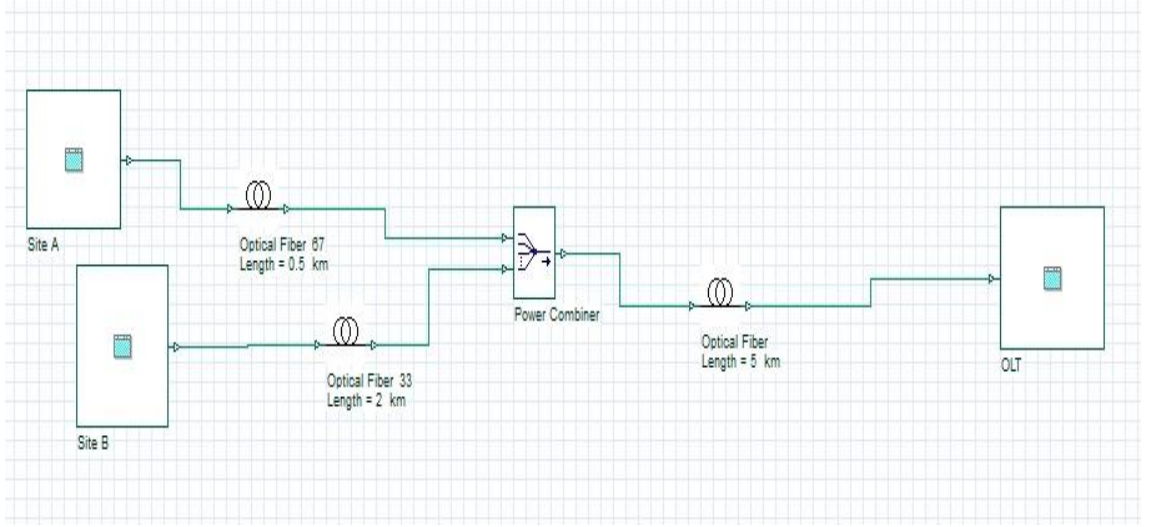 Site A
Optical Fiber 67
Length = 0.5 km
Site B
Optical Fiber 33
Length = 2 km
Power Combiner
Optical Fiber
Length = 5 km
OLT